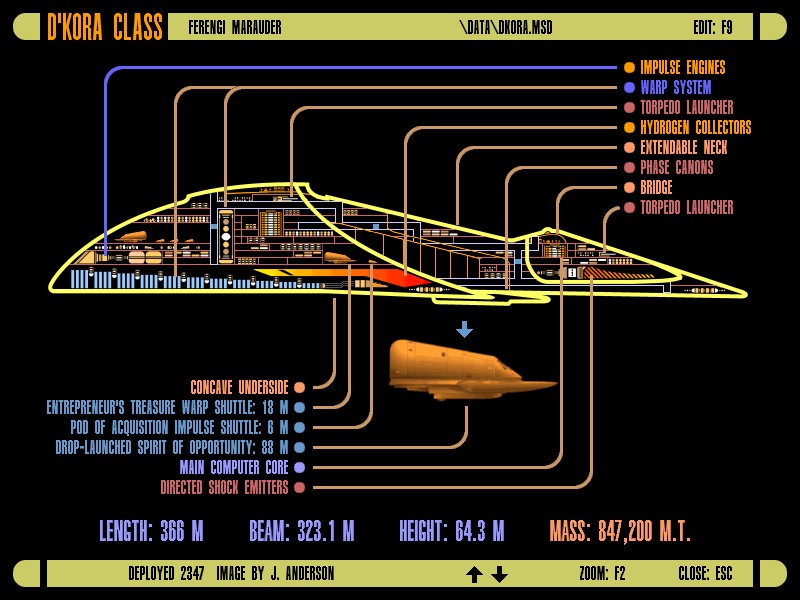 D'KORA CLASS FERENGI MARAUDER \DATA\DKORA.MSD EDIT: F9
IMPULSE ENGINES
WARP SYSTEM
TORPEDO LAUNCHER
HYDROGEN COLLECTORS
EXTENDABLE NECK
PHASE CANONS
BRIDGE
TORPEDO LAUNCHER
CONCAVE UNDERSIDE
ENTREPRENEUR'S TREASURE WARP SHUTTLE: 18 M
POD OF ACQUISITION IMPULSE SHUTTLE: 6 M
DROP-LAUNCHED SPIRIT OF OPPORTUNITY: 88 M
MAIN COMPUTER CORE
DIRECTED SHOCK EMITTERS
LENGTH: 366 M BEAM: 323.1 M HEIGHT: 64.3 M MASS: 847,200 M.T.
DEPLOYED 2347 IMAGE BY J. ANDERSON ZOOM: F2 CLOSE: ESC